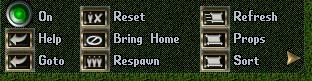 On Reset Refresh
Help Bring Home Props
Goto Respawn Sort